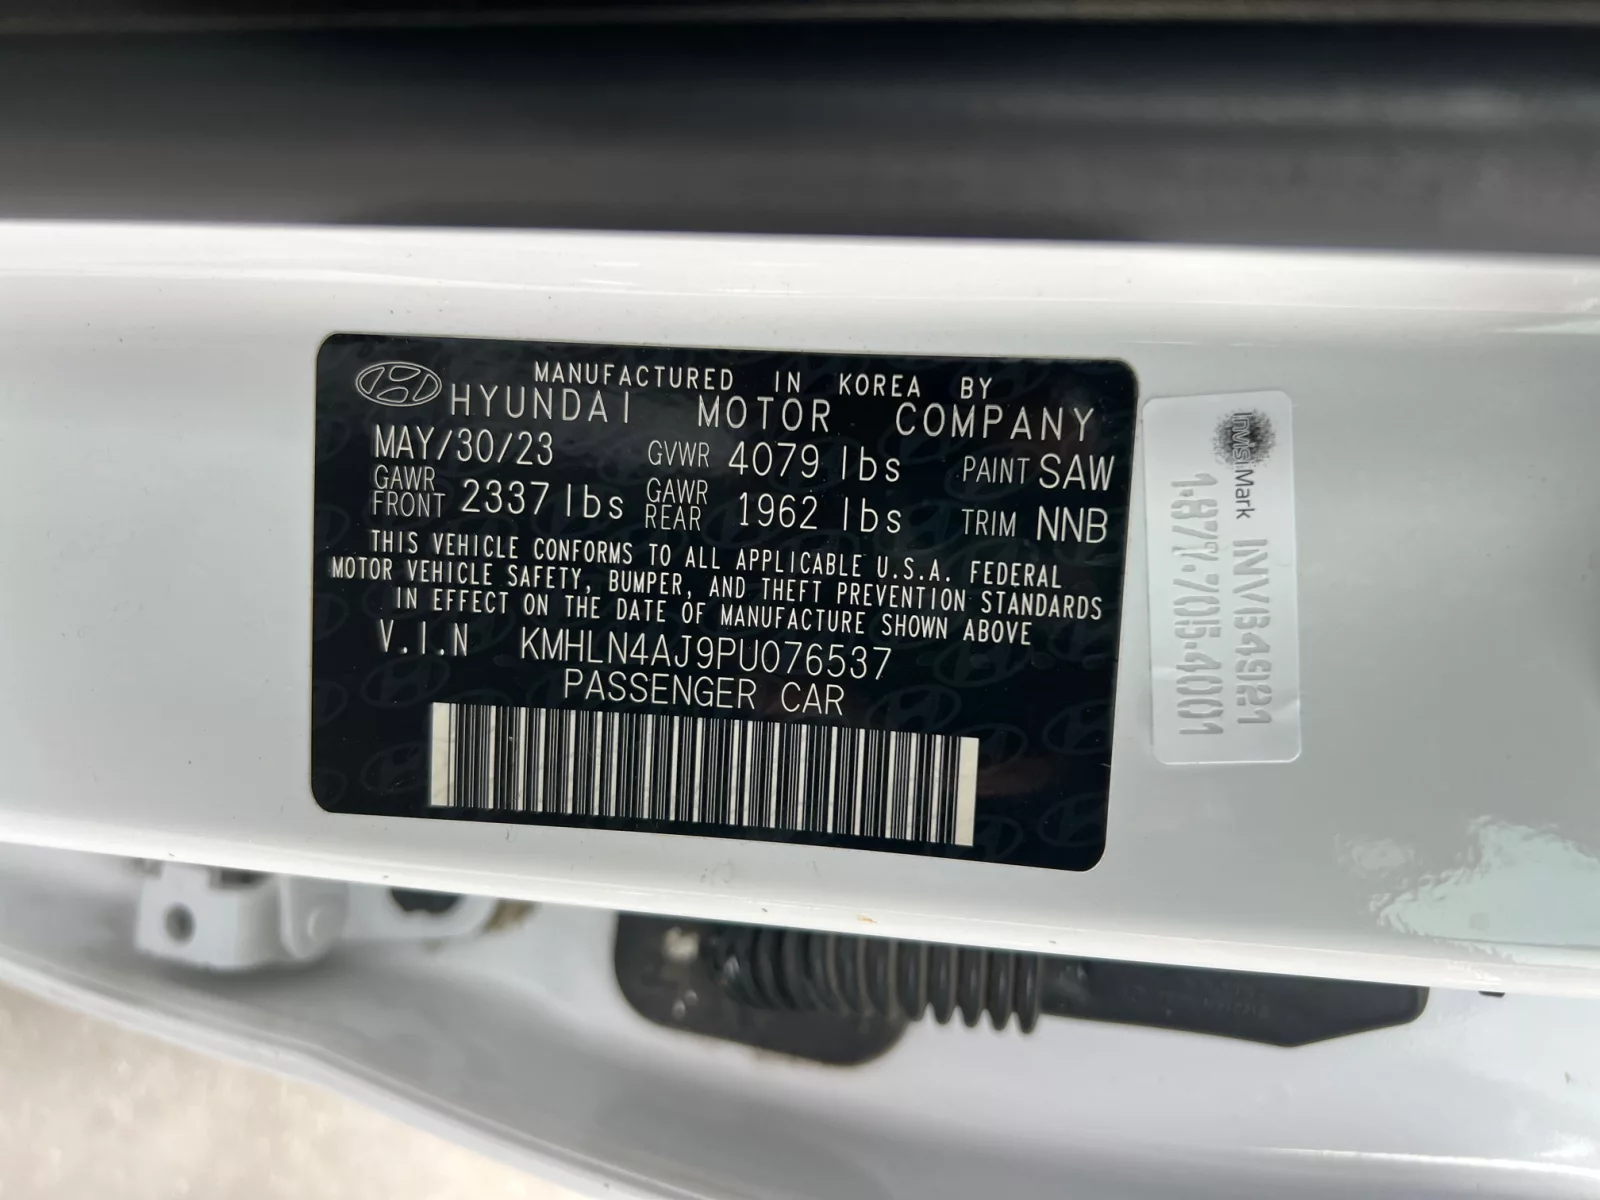 MANUFACTURED IN KOREA BY
HYUNDAI MOTOR COMPANY
MAY/30/23 GVWR 4079 lbs PAINT SAW
GAWR FRONT 2337 lbs GAWR REAR 1962 lbs TRIM NNB
THIS VEHICLE CONFORMS TO ALL APPLICABLE U.S.A. FEDERAL
MOTOR VEHICLE SAFETY, BUMPER, AND THEFT PREVENTION STANDARDS
IN EFFECT ON THE DATE OF MANUFACTURE SHOWN ABOVE
V.I.N KMHLN4AJ9PU076537
PASSENGER CAR
InvisiMark INV64921
1-877-705-4001